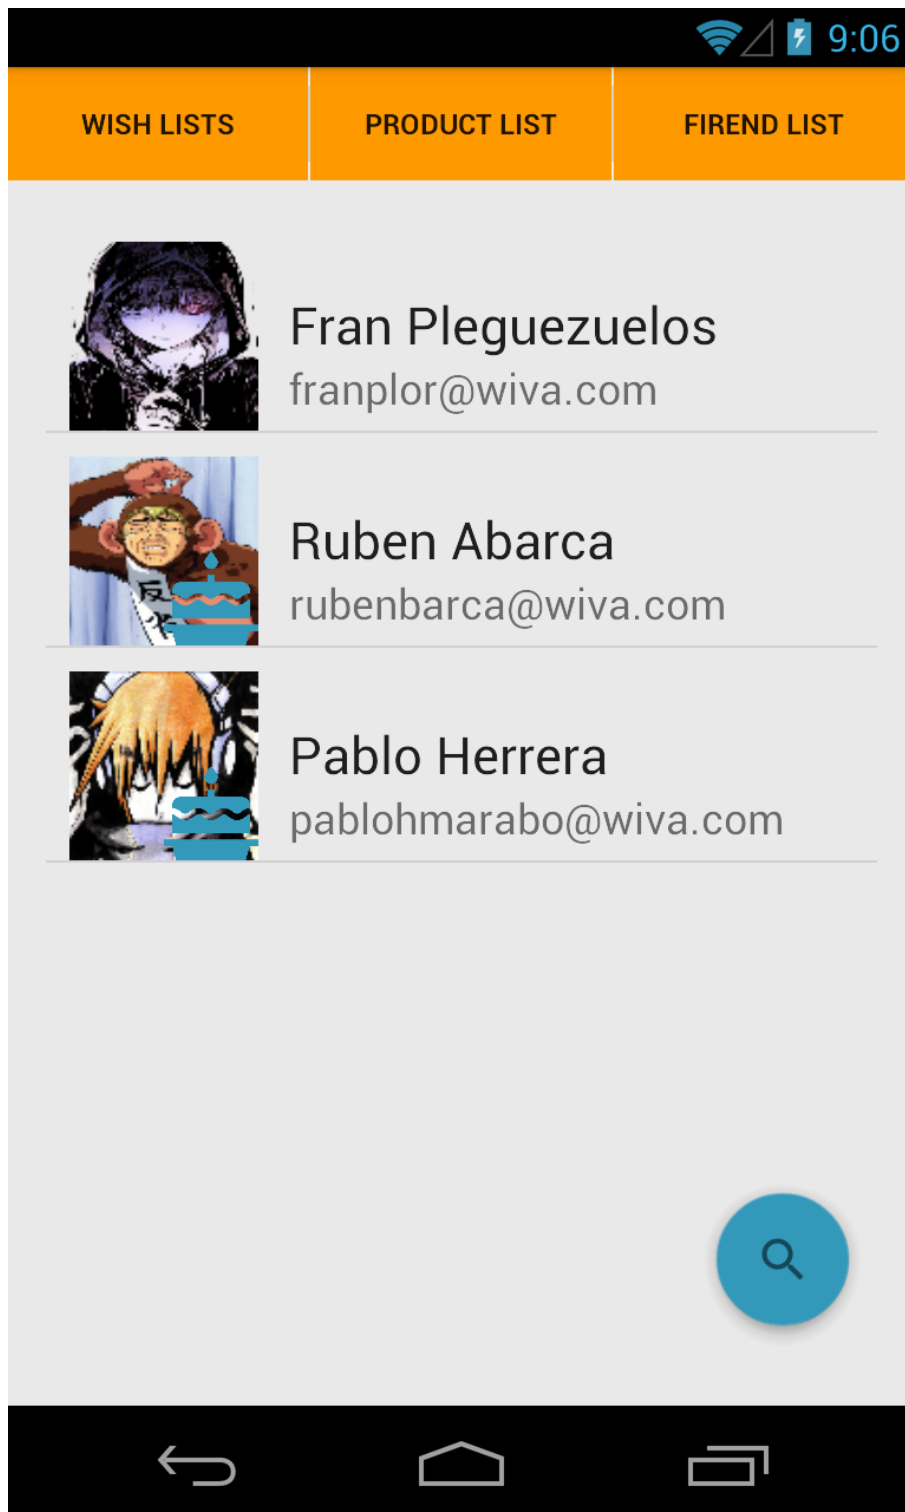 9:06
WISH LISTS
PRODUCT LIST
FIREND LIST
Fran Pleguezuelos
franplor@wiva.com
反
Ruben Abarca
rubenbarca@wiva.com
Pablo Herrera
pablohmarabo@wiva.com